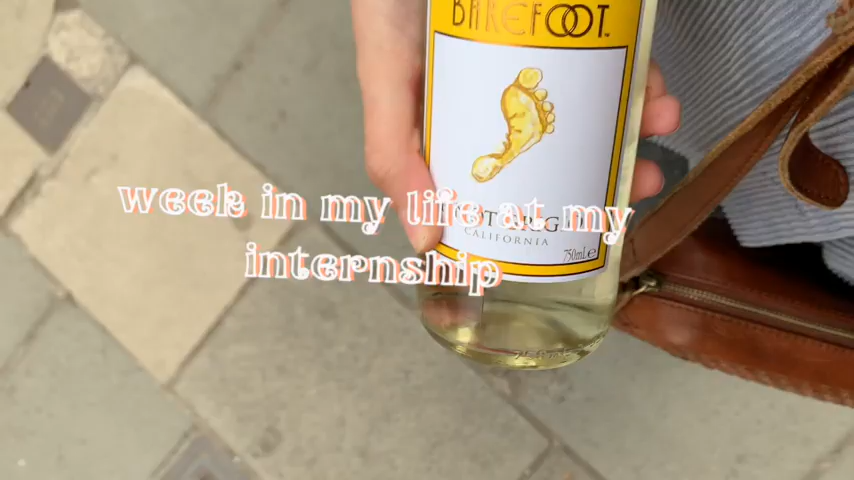 BAREFOOT
week in my life at my
internship
CALIFORNIA
750mL e